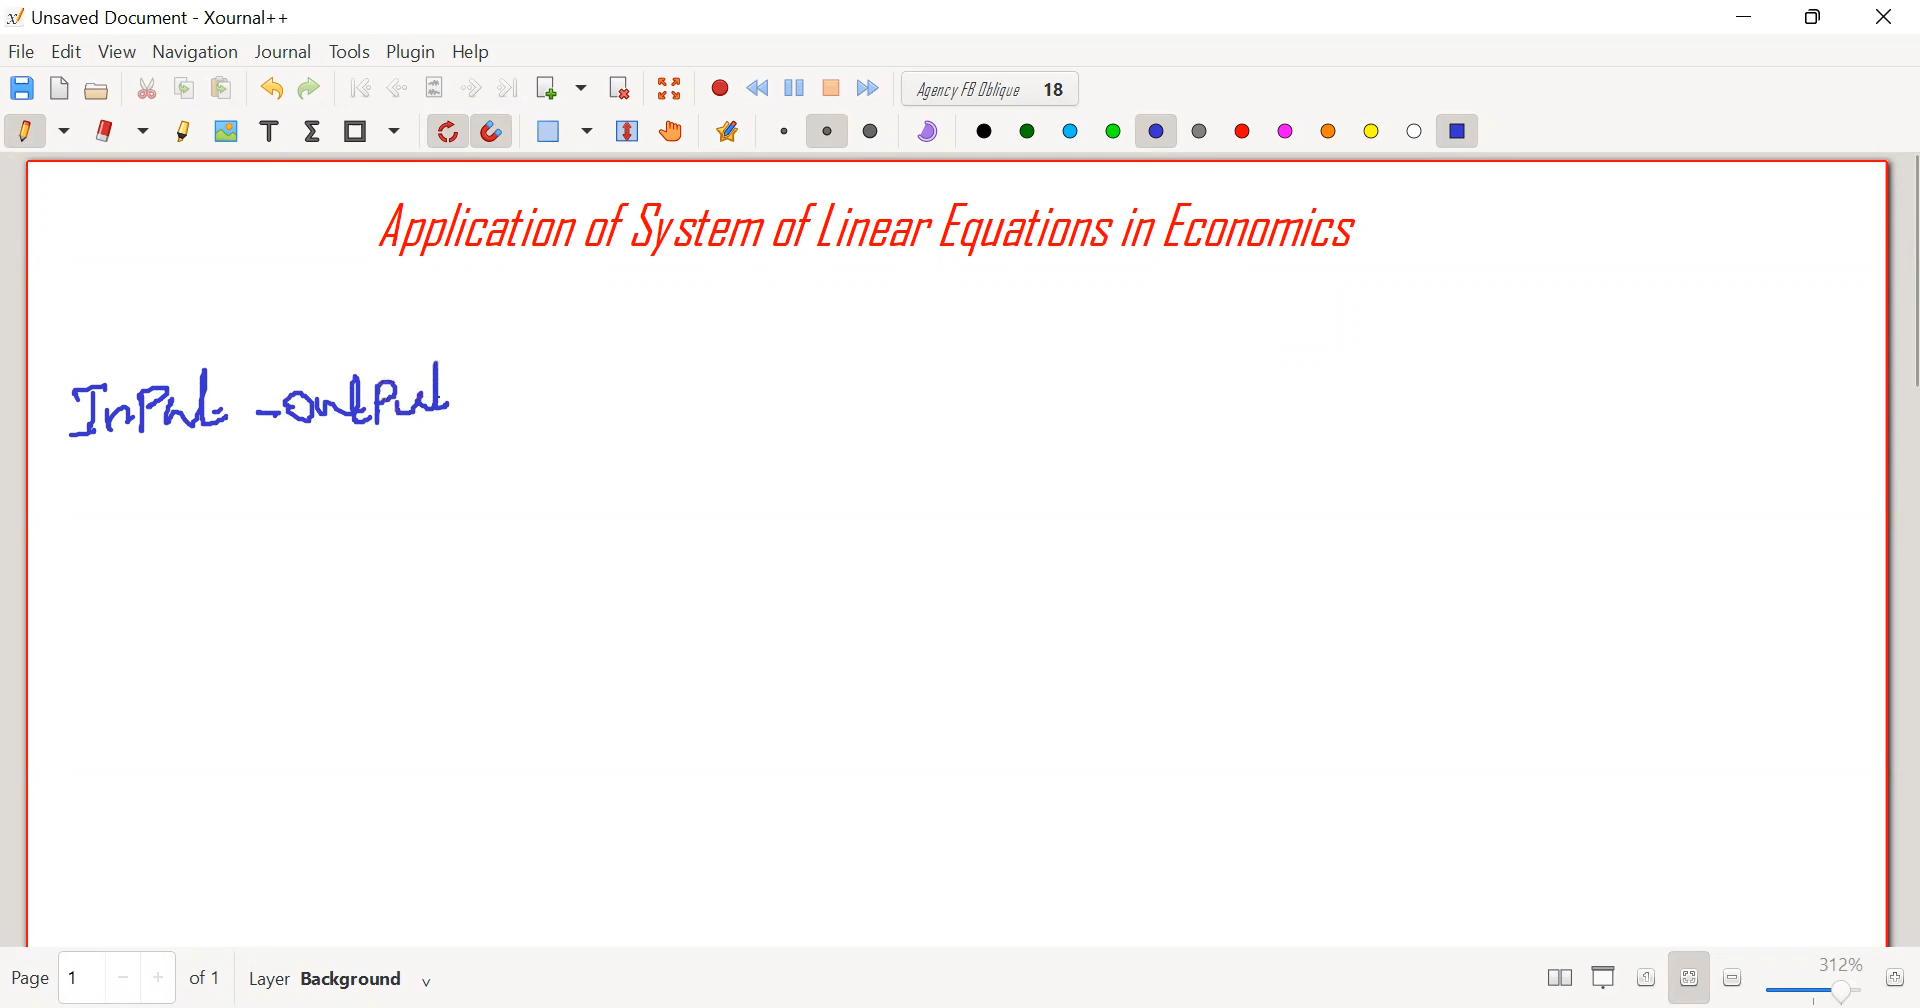 Unsaved Document - Xournal++
File Edit View Navigation Journal Tools Plugin Help
Agency FB Oblique 18
Application of System of Linear Equations in Economics
InPut - OutPut
Page 1 of 1 Layer Background 312%